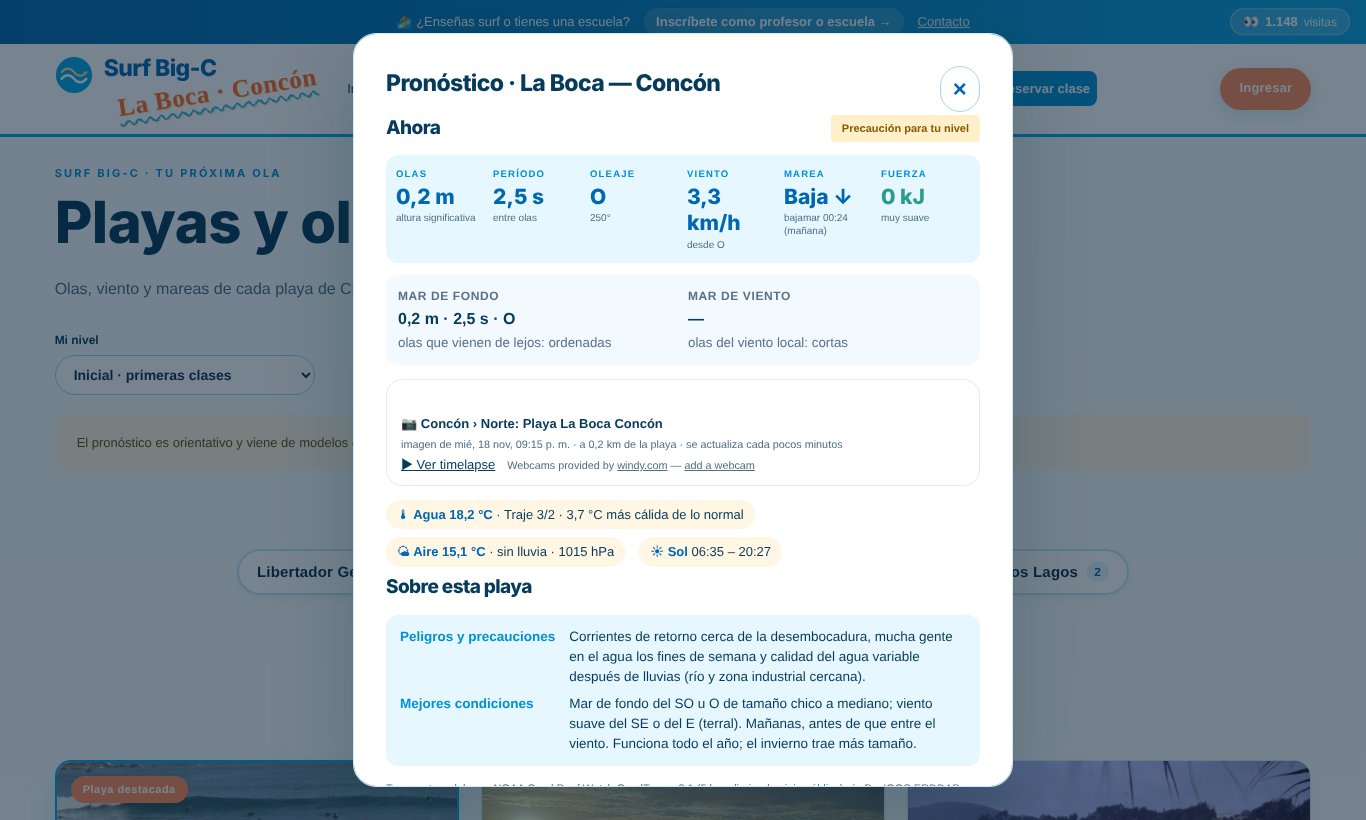 🏄 ¿Enseñas surf o tienes una escuela? Inscríbete como profesor o escuela → Contacto 👀 1.148 visitas
Surf Big-C
La Boca · Concón
eservar clase
Ingresar
SURF BIG-C · TU PRÓXIMA OLA
Playas y ol
Olas, viento y mareas de cada playa de C
Mi nivel
Inicial · primeras clases
El pronóstico es orientativo y viene de modelos
Libertador Ge
os Lagos 2
Playa destacada
Pronóstico · La Boca — Concón
✕
Ahora
Precaución para tu nivel
OLAS
0,2 m
altura significativa
PERÍODO
2,5 s
entre olas
OLEAJE
O
250°
VIENTO
3,3
km/h
desde O
MAREA
Baja ↓
bajamar 00:24
(mañana)
FUERZA
0 kJ
muy suave
MAR DE FONDO
0,2 m · 2,5 s · O
olas que vienen de lejos: ordenadas
MAR DE VIENTO
—
olas del viento local: cortas
📷 Concón › Norte: Playa La Boca Concón
imagen de mié, 18 nov, 09:15 p. m. · a 0,2 km de la playa · se actualiza cada pocos minutos
▶ Ver timelapse Webcams provided by windy.com — add a webcam
🌡 Agua 18,2 °C · Traje 3/2 · 3,7 °C más cálida de lo normal
🌤 Aire 15,1 °C · sin lluvia · 1015 hPa
☀ Sol 06:35 – 20:27
Sobre esta playa
Peligros y precauciones
Corrientes de retorno cerca de la desembocadura, mucha gente
en el agua los fines de semana y calidad del agua variable
después de lluvias (río y zona industrial cercana).
Mejores condiciones
Mar de fondo del SO u O de tamaño chico a mediano; viento
suave del SE o del E (terral). Mañanas, antes de que entre el
viento. Funciona todo el año; el invierno trae más tamaño.